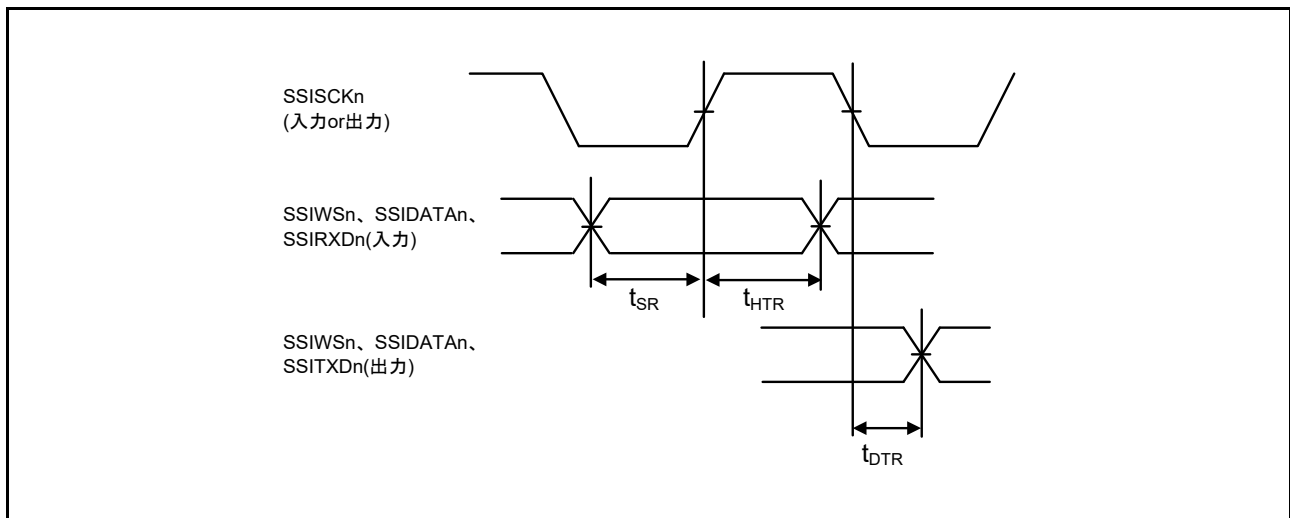 SSISCKn
(入力or出力)
SSIWSn、SSIDATAn、
SSIRXDn(入力)
tSR
tHTR
SSIWSn、SSIDATAn、
SSITXDn(出力)
tDTR